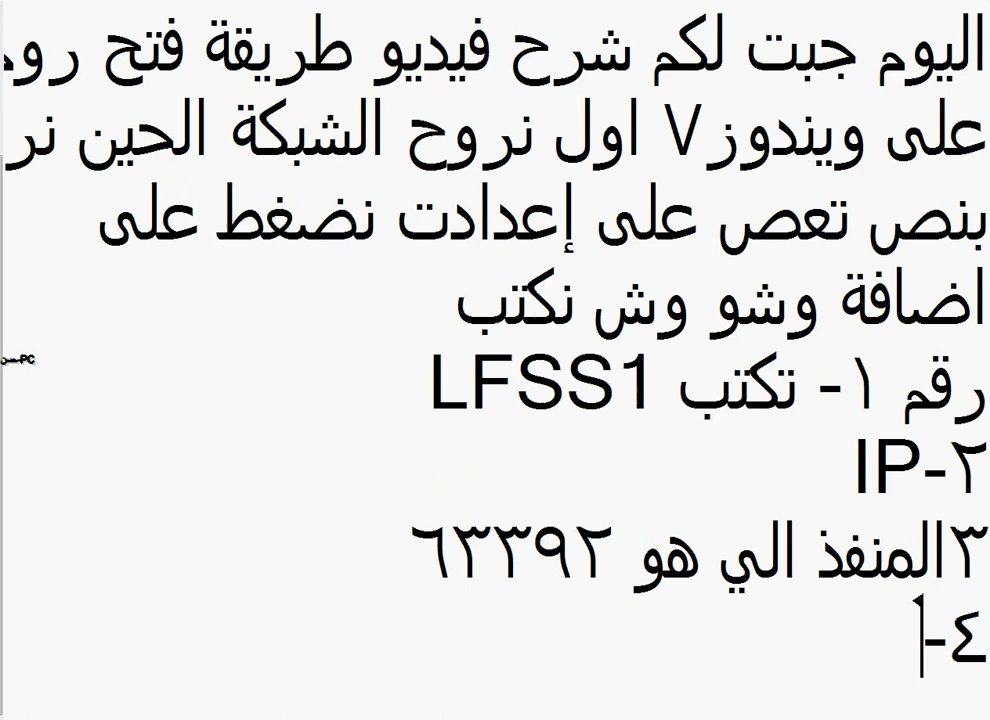 اليوم جبت لكم شرح فيديو طريقة فتح
على ويندوز٧ اول نروح الشبكة الحين نر
بنص تعص على إعدادت نضغط على
اضافة وشو وش نكتب
رقم ١- تكتب LFSS1
٢-IP
٣المنفذ الي هو ٦٣٣٩٢
٤-